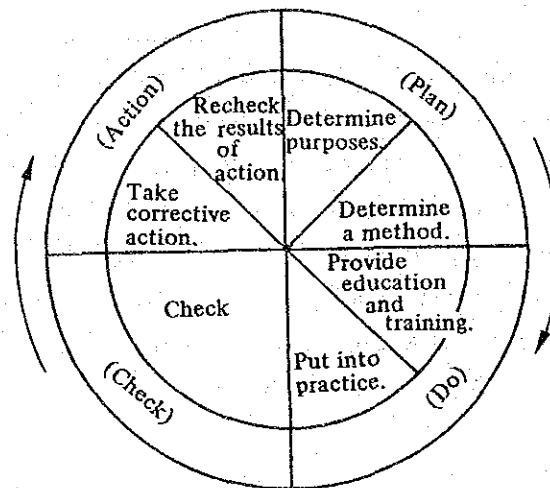 (Plan)
Determine
purposes.
Determine
a method.
(Do)
Provide
education
and
training.
Put into
practice.
(Check)
Check
(Action)
Take
corrective
action.
Recheck
the results
of
action.